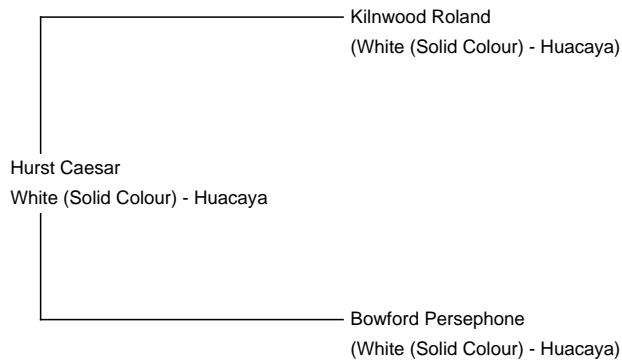 Kilnwood Roland
(White (Solid Colour) - Huacaya)
Hurst Caesar
White (Solid Colour) - Huacaya
Bowford Persephone
(White (Solid Colour) - Huacaya)